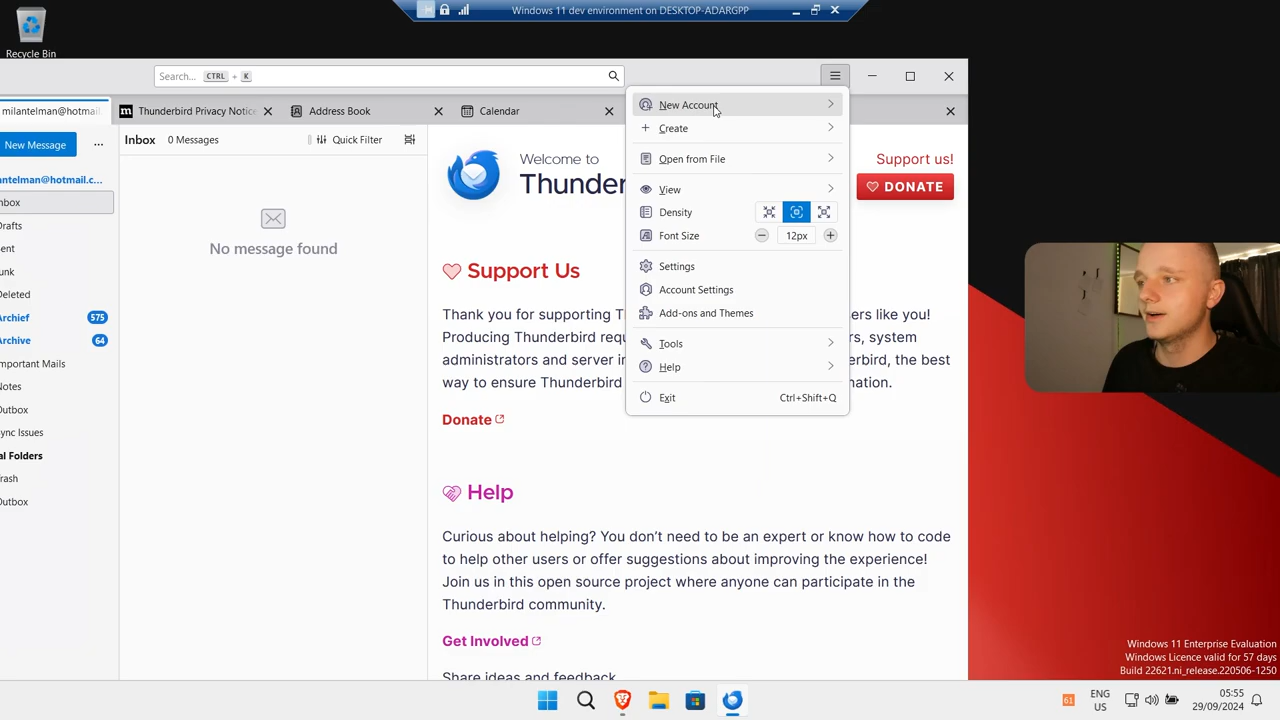 Windows 11 dev environment on DESKTOP-ADARGPP
Recycle Bin
Search... CTRL + K
milantelman@hotmail...
Thunderbird Privacy Notice
Address Book
Calendar
New Message
Inbox 0 Messages
Quick Filter
antelman@hotmail.c...
nbox
Drafts
ent
unk
Deleted
Archief 575
Archive 64
mportant Mails
Notes
Outbox
ync Issues
al Folders
rash
Outbox
No message found
Welcome to
Thunder
Support us!
DONATE
Support Us
Thank you for supporting T
ers like you!
Producing Thunderbird requ
rs, system
administrators and server in
erbird, the best
way to ensure Thunderbird
mation.
Donate
Help
Curious about helping? You don't need to be an expert or know how to code
to help other users or offer suggestions about improving the experience!
Join us in this open source project where anyone can participate in the
Thunderbird community.
Get Involved
Share ideas and feedback
New Account
Create
Open from File
View
Density
Font Size 12px
Settings
Account Settings
Add-ons and Themes
Tools
Help
Exit Ctrl+Shift+Q
Windows 11 Enterprise Evaluation
Windows Licence valid for 57 days
Build 22621.ni_release.220506-1250
61
ENG
US
05:55
29/09/2024